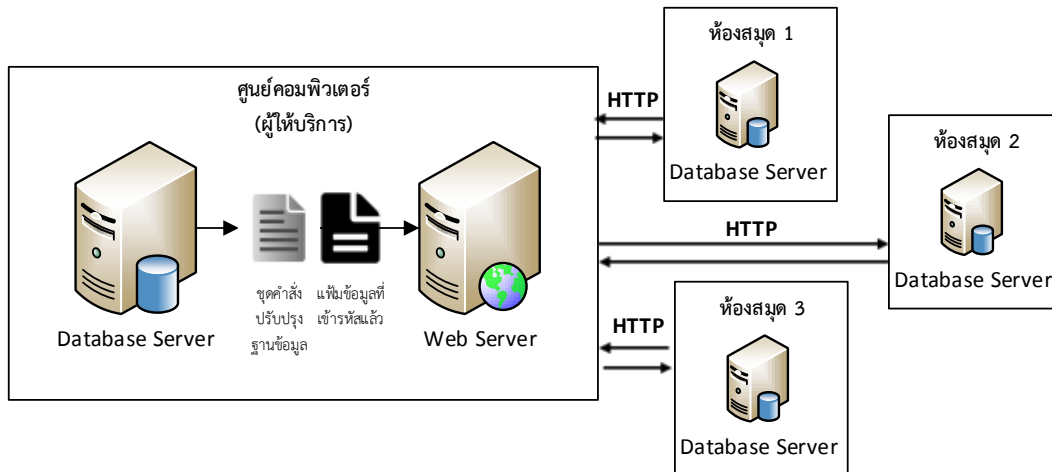 ศูนย์คอมพิวเตอร์
(ผู้ให้บริการ)
Database Server
ชุดคำสั่ง
ปรับปรุง
ฐานข้อมูล
แฟ้มข้อมูลที่
เข้ารหัสแล้ว
Web Server
HTTP
ห้องสมุด 1
Database Server
HTTP
ห้องสมุด 2
Database Server
HTTP
ห้องสมุด 3
Database Server